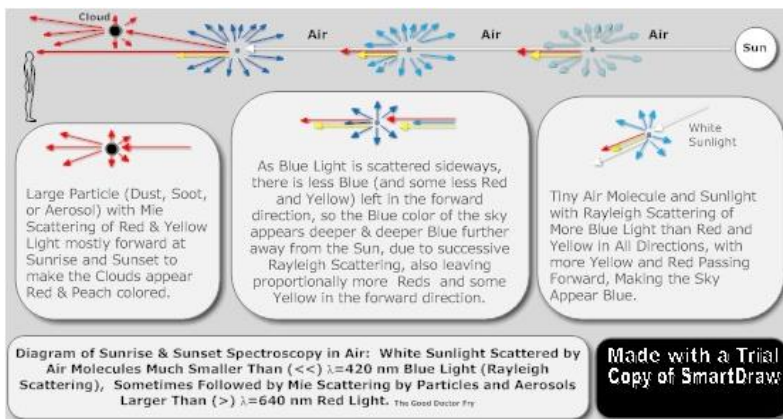 Cloud
Air
Air
Air
Sun
White
Sunlight
Large Particle (Dust, Soot,
or Aerosol) with Mie
Scattering of Red & Yellow
Light mostly forward at
Sunrise and Sunset to
make the Clouds appear
Red & Peach colored.
As Blue Light is scattered sideways,
there is less Blue (and some less Red
and Yellow) left in the forward
direction, so the Blue color of the sky
appears deeper & deeper Blue further
away from the Sun, due to successive
Rayleigh Scattering, also leaving
proportionally more Reds and some
Yellow in the forward direction.
Tiny Air Molecule and Sunlight
with Rayleigh Scattering of
More Blue Light than Red and
Yellow in All Directions, with
more Yellow and Red Passing
Forward, Making the Sky
Appear Blue.
Diagram of Sunrise & Sunset Spectroscopy in Air: White Sunlight Scattered by
Air Molecules Much Smaller Than (<<) λ=420 nm Blue Light (Rayleigh
Scattering), Sometimes Followed by Mie Scattering by Particles and Aerosols
Larger Than (>) λ=640 nm Red Light. The Good Doctor Fry
Made with a Trial
Copy of SmartDraw